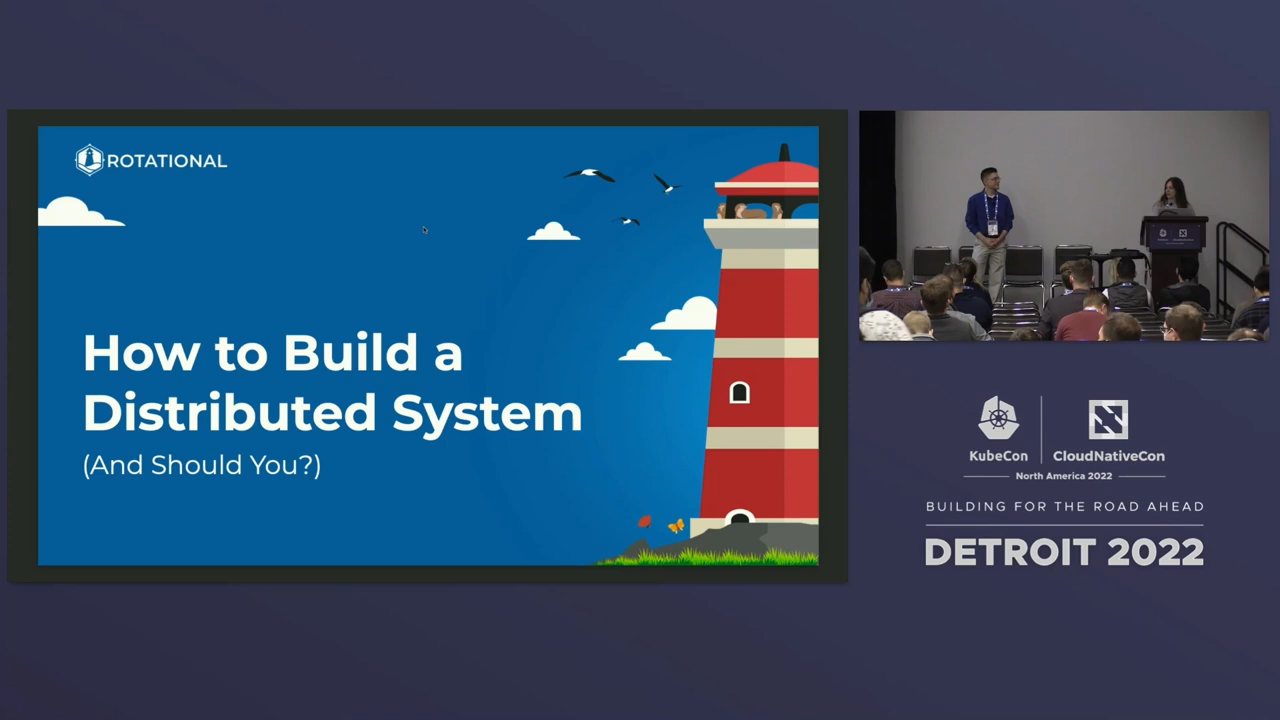 ROTATIONAL
How to Build a
Distributed System
(And Should You?)
KubeCon
CloudNativeCon
North America 2022
BUILDING FOR THE ROAD AHEAD
DETROIT 2022